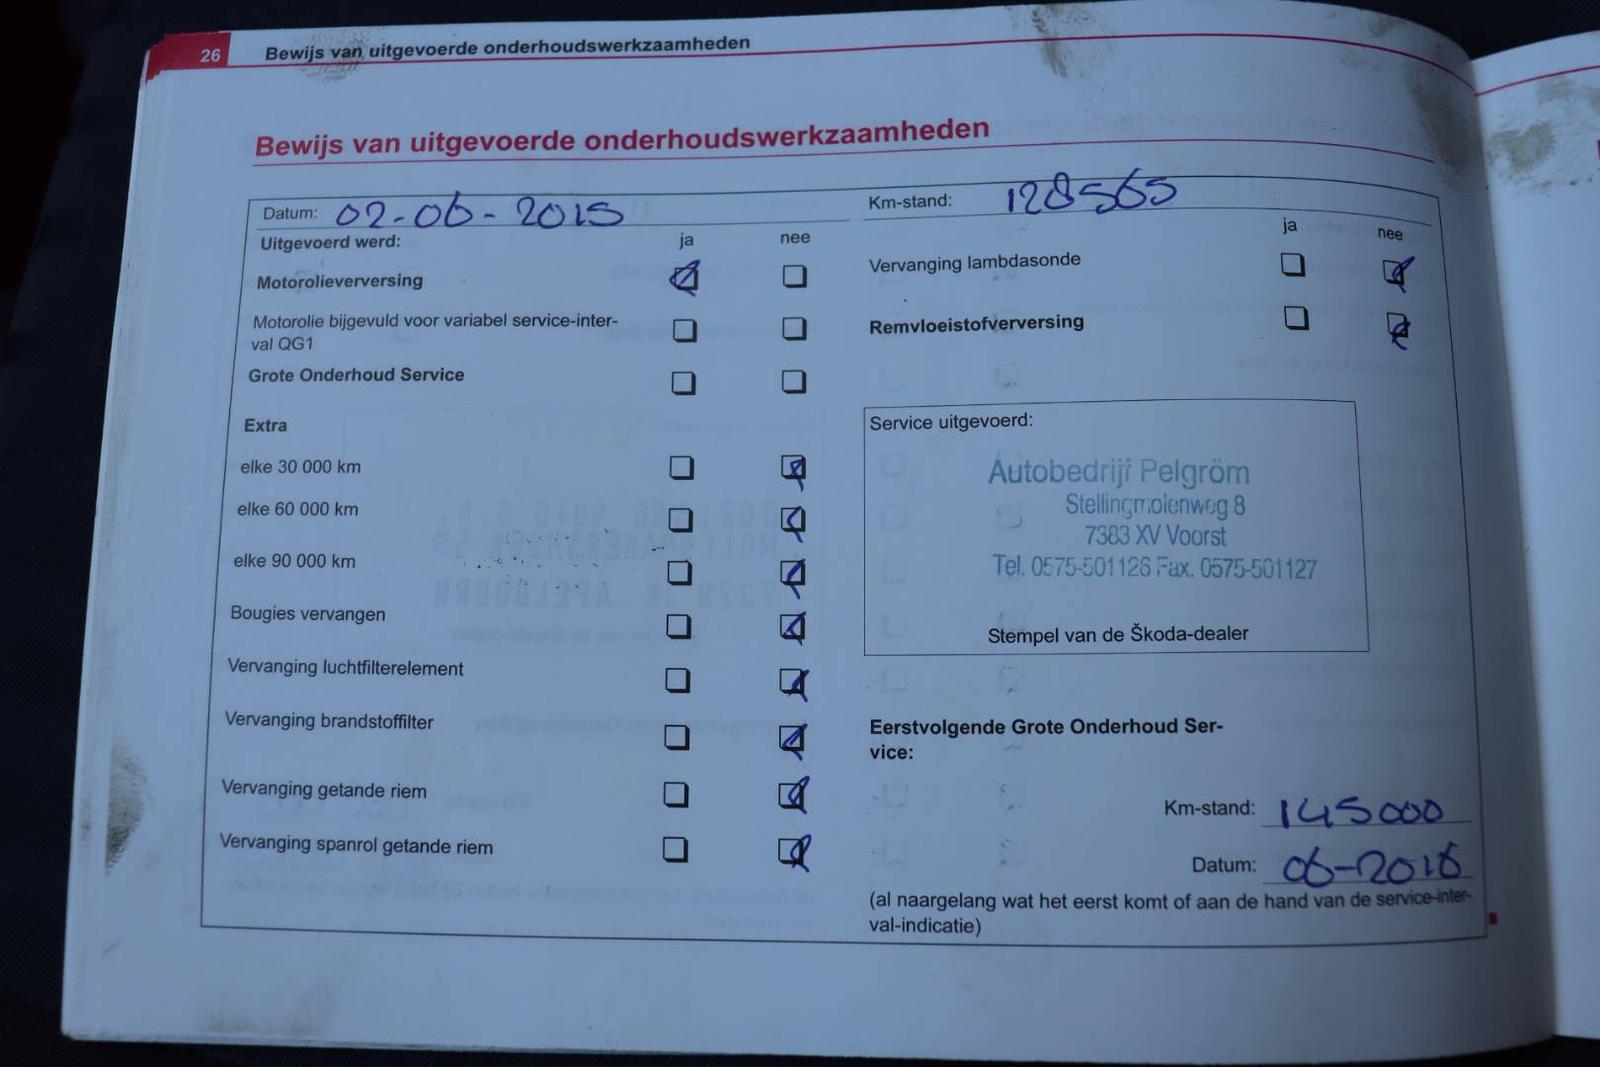 26 Bewijs van uitgevoerde onderhoudswerkzaamheden
Bewijs van uitgevoerde onderhoudswerkzaamheden
Datum: 02-06-2015
Uitgevoerd werd: ja nee
Motorolieverversing
Motorolie bijgevuld voor variabel service-inter-
val QG1
Grote Onderhoud Service
Extra
elke 30 000 km
elke 60 000 km
elke 90 000 km
Bougies vervangen
Vervanging luchtfilterelement
Vervanging brandstoffilter
Vervanging getande riem
Vervanging spanrol getande riem
Km-stand: 128565
ja nee
Vervanging lambdasonde
Remvloeistofverversing
Service uitgevoerd:
Autobedrijf Pelgröm
Stellingmolenweg 8
7383 XV Voorst
Tel. 0575-501126 Fax. 0575-501127
Stempel van de Škoda-dealer
Eerstvolgende Grote Onderhoud Ser-
vice:
Km-stand: 145000
Datum: 06-2016
(al naargelang wat het eerst komt of aan de hand van de service-inter-
val-indicatie)